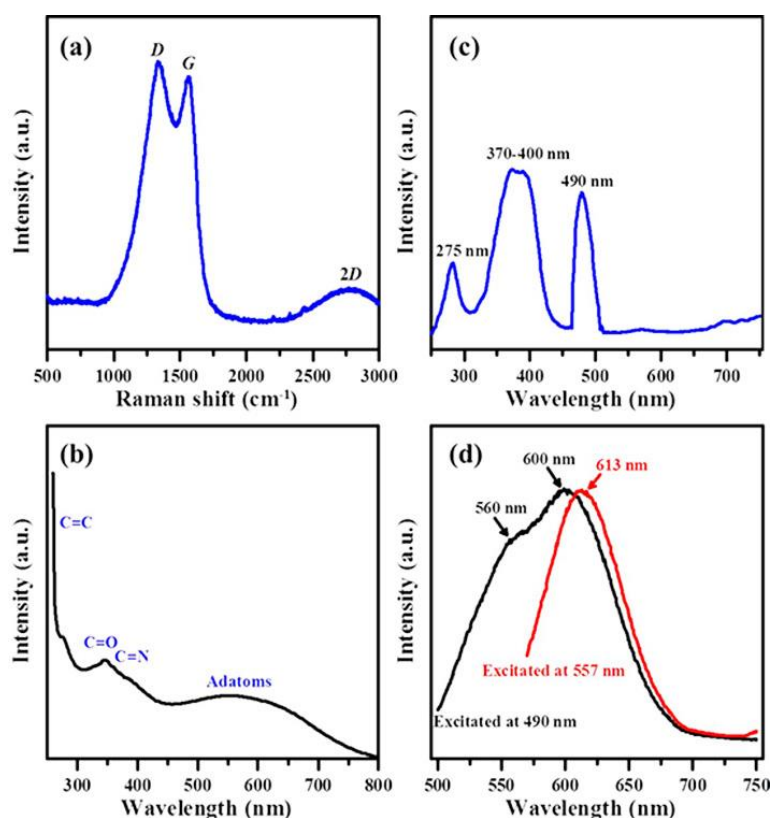 (a)
D
G
2D
Intensity (a.u.)
500 1000 1500 2000 2500 3000
Raman shift (cm⁻¹)
(c)
370-400 nm
490 nm
275 nm
Intensity (a.u.)
300 400 500 600 700
Wavelength (nm)
(b)
C=C
C=O
C=N
Adatoms
Intensity (a.u.)
300 400 500 600 700 800
Wavelength (nm)
(d)
600 nm
613 nm
560 nm
Excitated at 557 nm
Excitated at 490 nm
Intensity (a.u.)
500 550 600 650 700 750
Wavelength (nm)